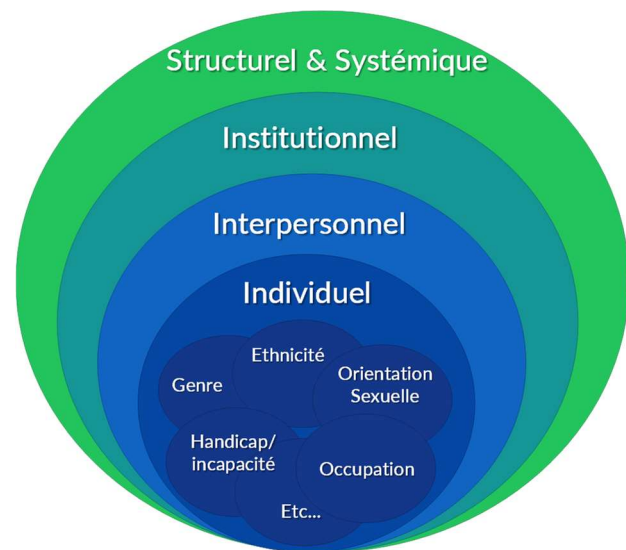 Structurel & Systémique
Institutionnel
Interpersonnel
Individuel
Ethnicité
Genre
Orientation
Sexuelle
Handicap/
incapacité
Occupation
Etc...